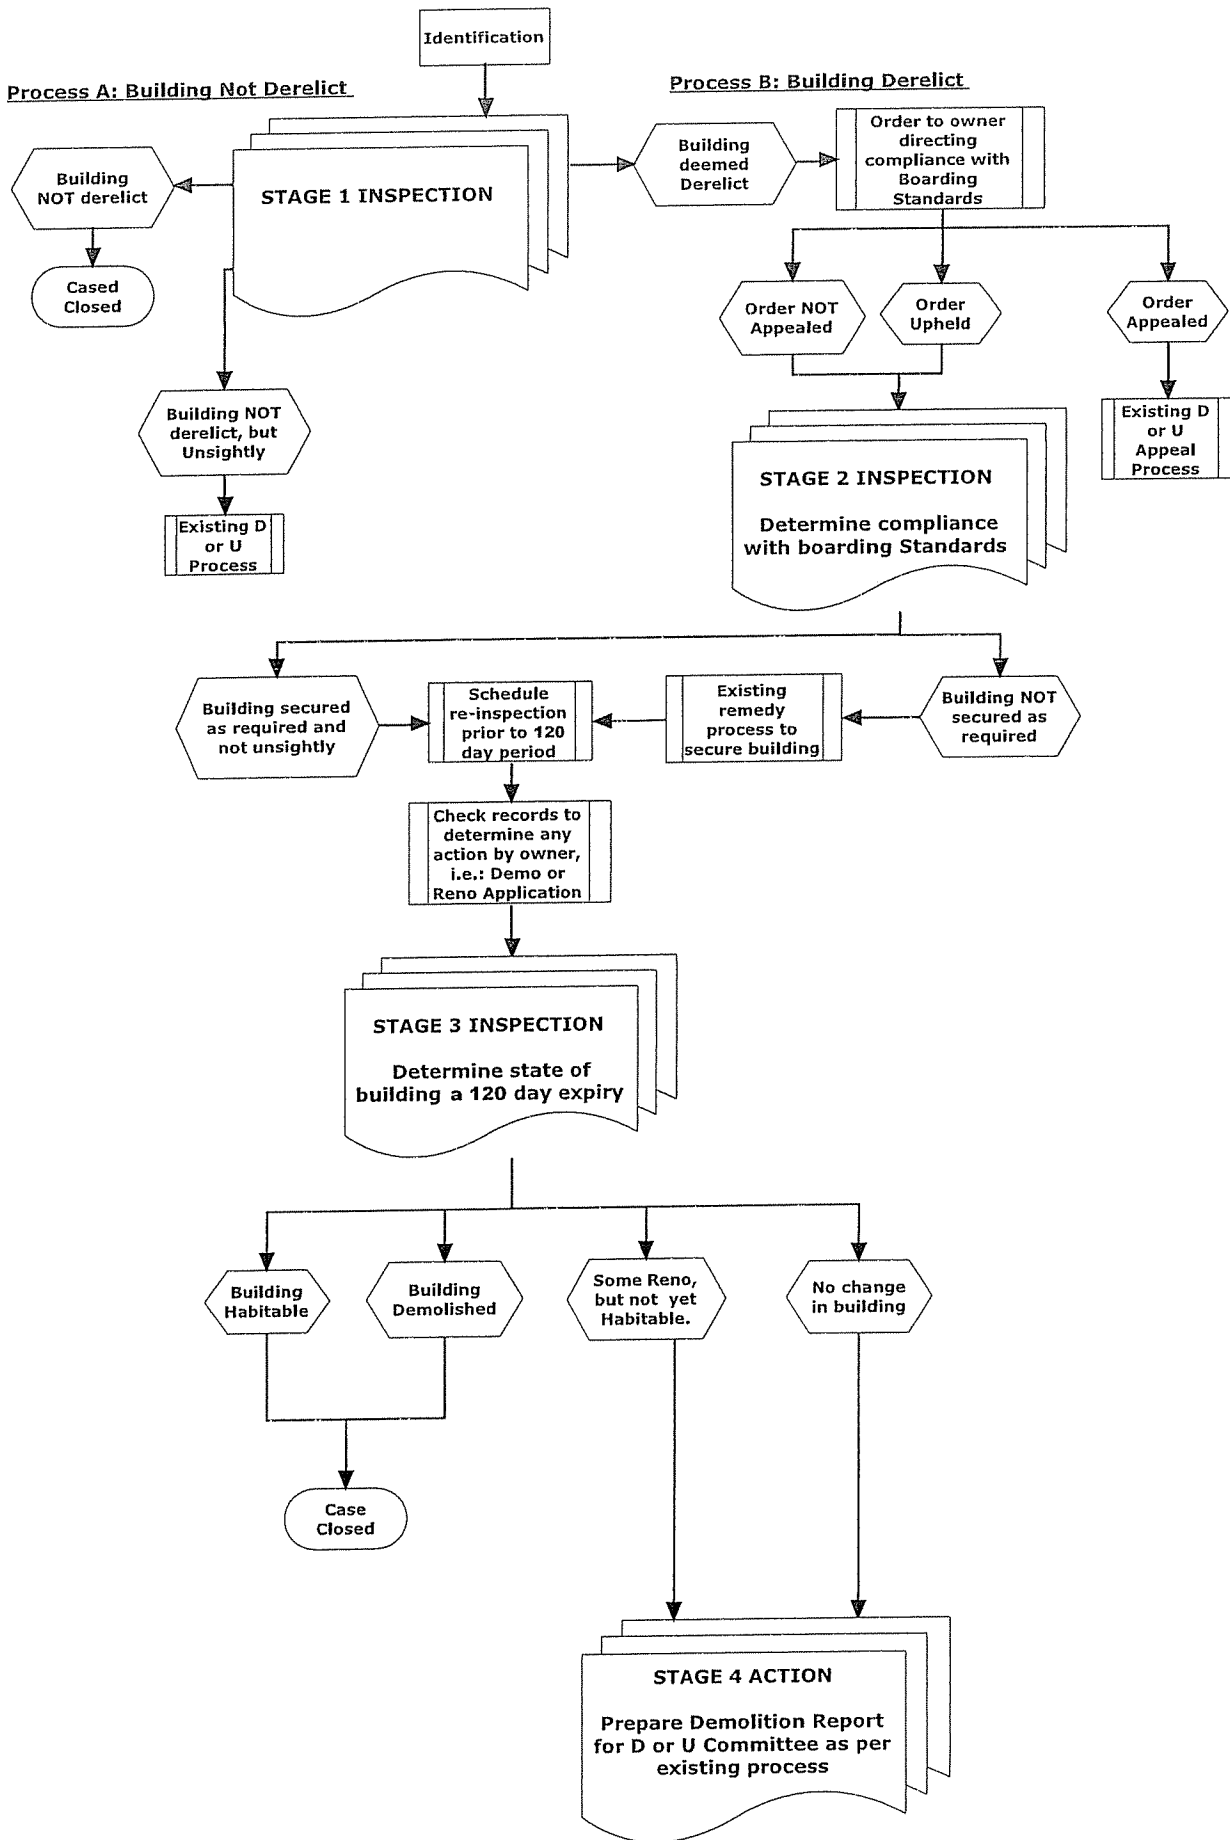 Identification
Process A: Building Not Derelict
Process B: Building Derelict
STAGE 1 INSPECTION
Building
NOT derelict
Cased
Closed
Building NOT
derelict, but
Unsightly
Existing D
or U
Process
Building
deemed
Derelict
Order to owner
directing
compliance with
Boarding
Standards
Order NOT
Appealed
Order
Upheld
Order
Appealed
Existing D
or U
Appeal
Process
STAGE 2 INSPECTION
Determine compliance
with boarding Standards
Building secured
as required and
not unsightly
Schedule
re-inspection
prior to 120
day period
Existing
remedy
process to
secure building
Building NOT
secured as
required
Check records to
determine any
action by owner,
i.e.: Demo or
Reno Application
STAGE 3 INSPECTION
Determine state of
building a 120 day expiry
Building
Habitable
Building
Demolished
Some Reno,
but not yet
Habitable.
No change
in building
Case
Closed
STAGE 4 ACTION
Prepare Demolition Report
for D or U Committee as per
existing process